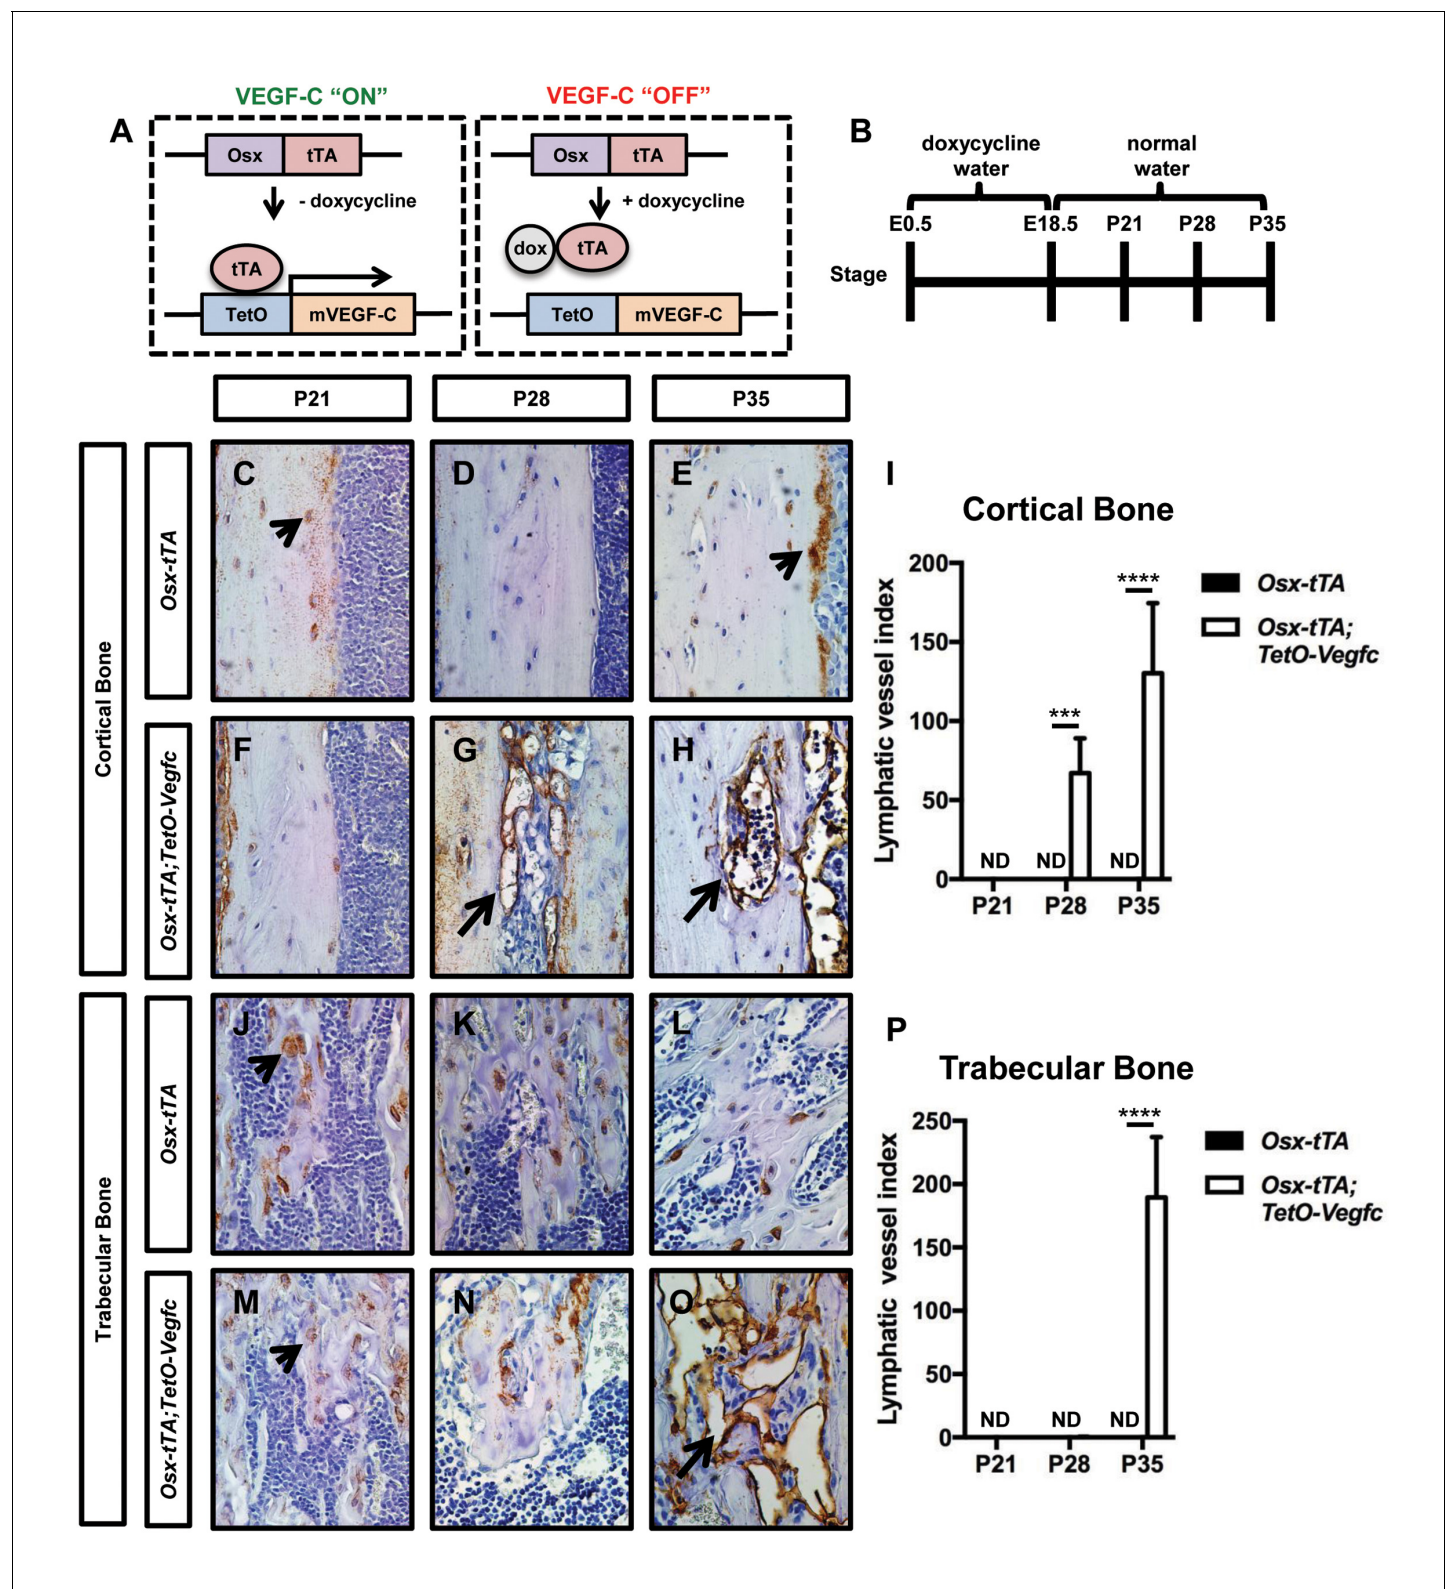 VEGF-C “ON”
VEGF-C “OFF”
A
Osx tTA
- doxycycline
tTA
TetO mVEGF-C
Osx tTA
+ doxycycline
dox tTA
TetO mVEGF-C
B
doxycycline
water
normal
water
E0.5 E18.5 P21 P28 P35
Stage
P21 P28 P35
Cortical Bone
Osx-tTA
C D E
Osx-tTA;TetO-Vegfc
F G H
Trabecular Bone
Osx-tTA
J K L
Osx-tTA;TetO-Vegfc
M N O
I
Cortical Bone
Lymphatic vessel index
200
150
100
50
0
***
****
ND ND ND
P21 P28 P35
Osx-tTA
Osx-tTA;
TetO-Vegfc
P
Trabecular Bone
Lymphatic vessel index
250
200
150
100
50
0
****
ND ND ND
P21 P28 P35
Osx-tTA
Osx-tTA;
TetO-Vegfc